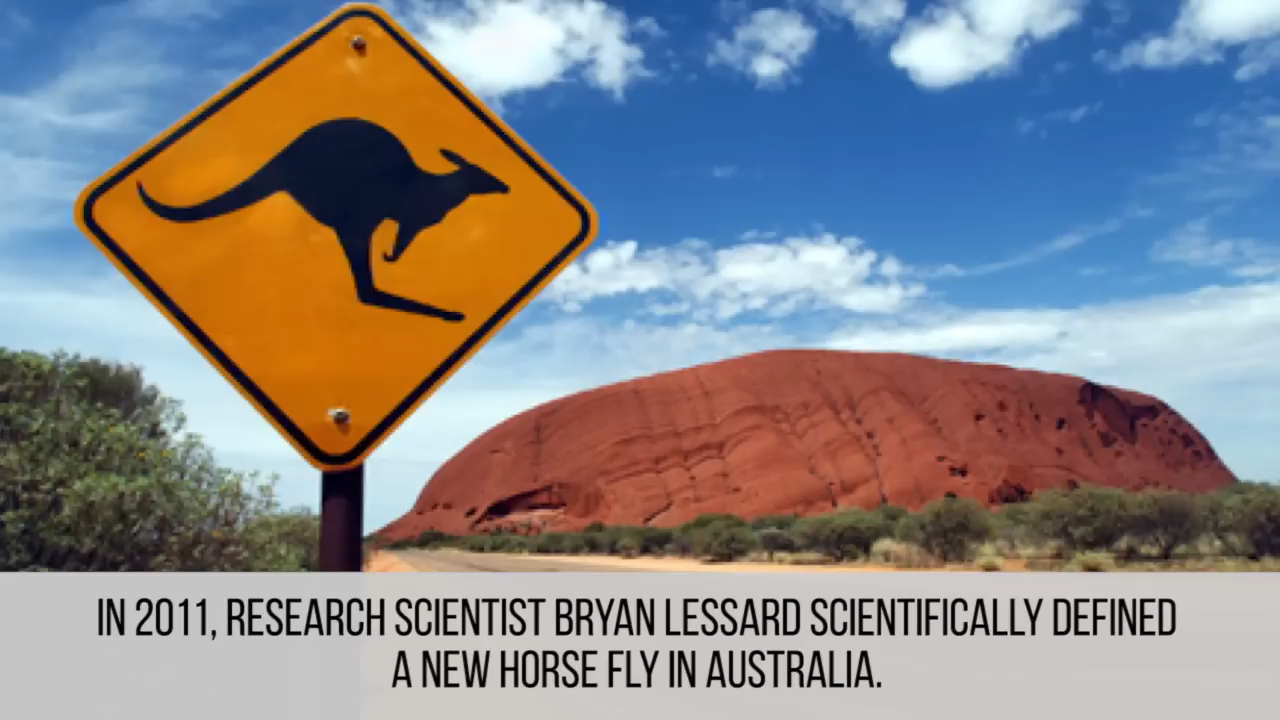 IN 2011, RESEARCH SCIENTIST BRYAN LESSARD SCIENTIFICALLY DEFINED
A NEW HORSE FLY IN AUSTRALIA.